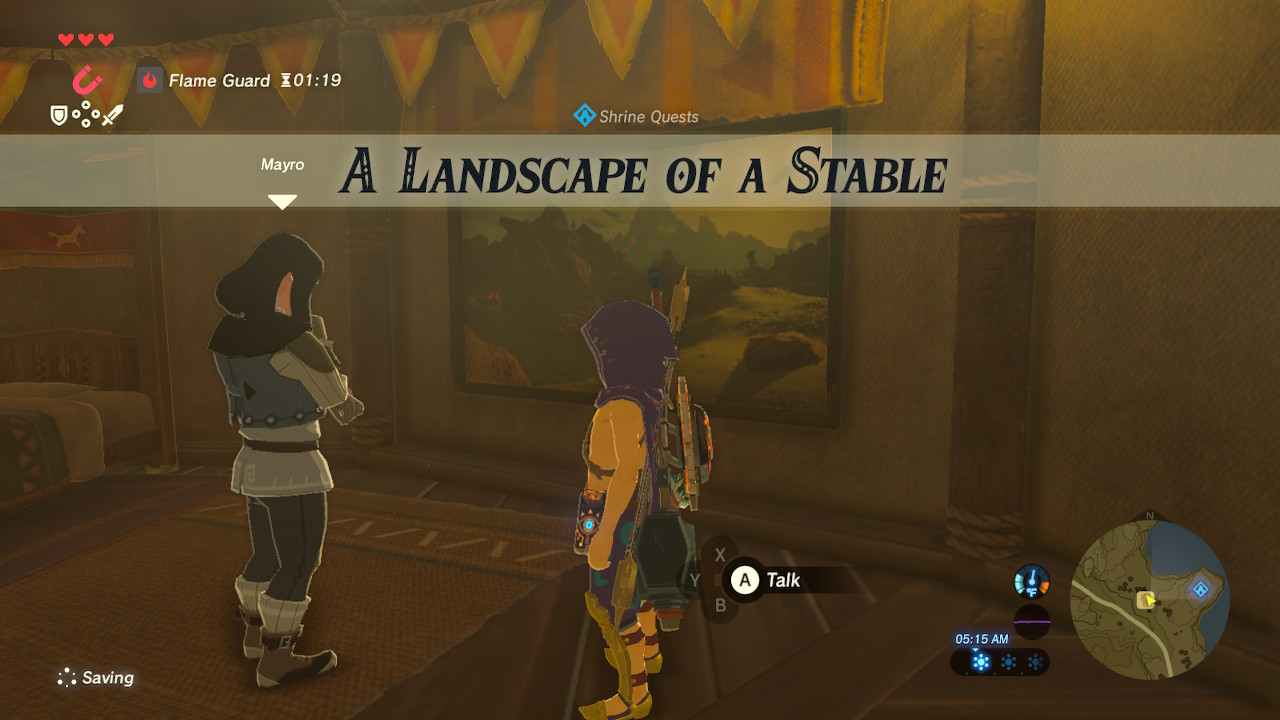 Flame Guard 01:19
Shrine Quests
Mayro
A Landscape of a Stable
X
Y
A Talk
B
N
°F
05:15 AM
Saving